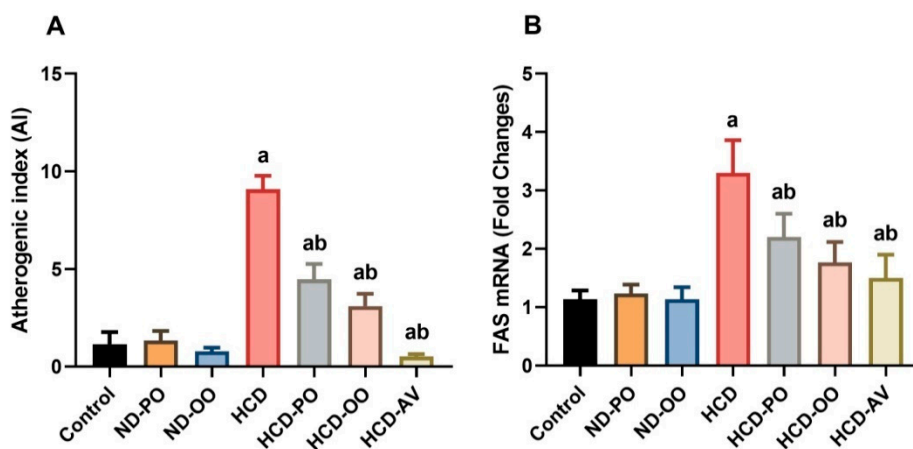 A
Atherogenic index (AI)
15
10
5
0
a
ab
ab
ab
Control
ND-PO
ND-OO
HCD
HCD-PO
HCD-OO
HCD-AV
B
FAS mRNA (Fold Changes)
5
4
3
2
1
0
a
ab
ab
ab
Control
ND-PO
ND-OO
HCD
HCD-PO
HCD-OO
HCD-AV